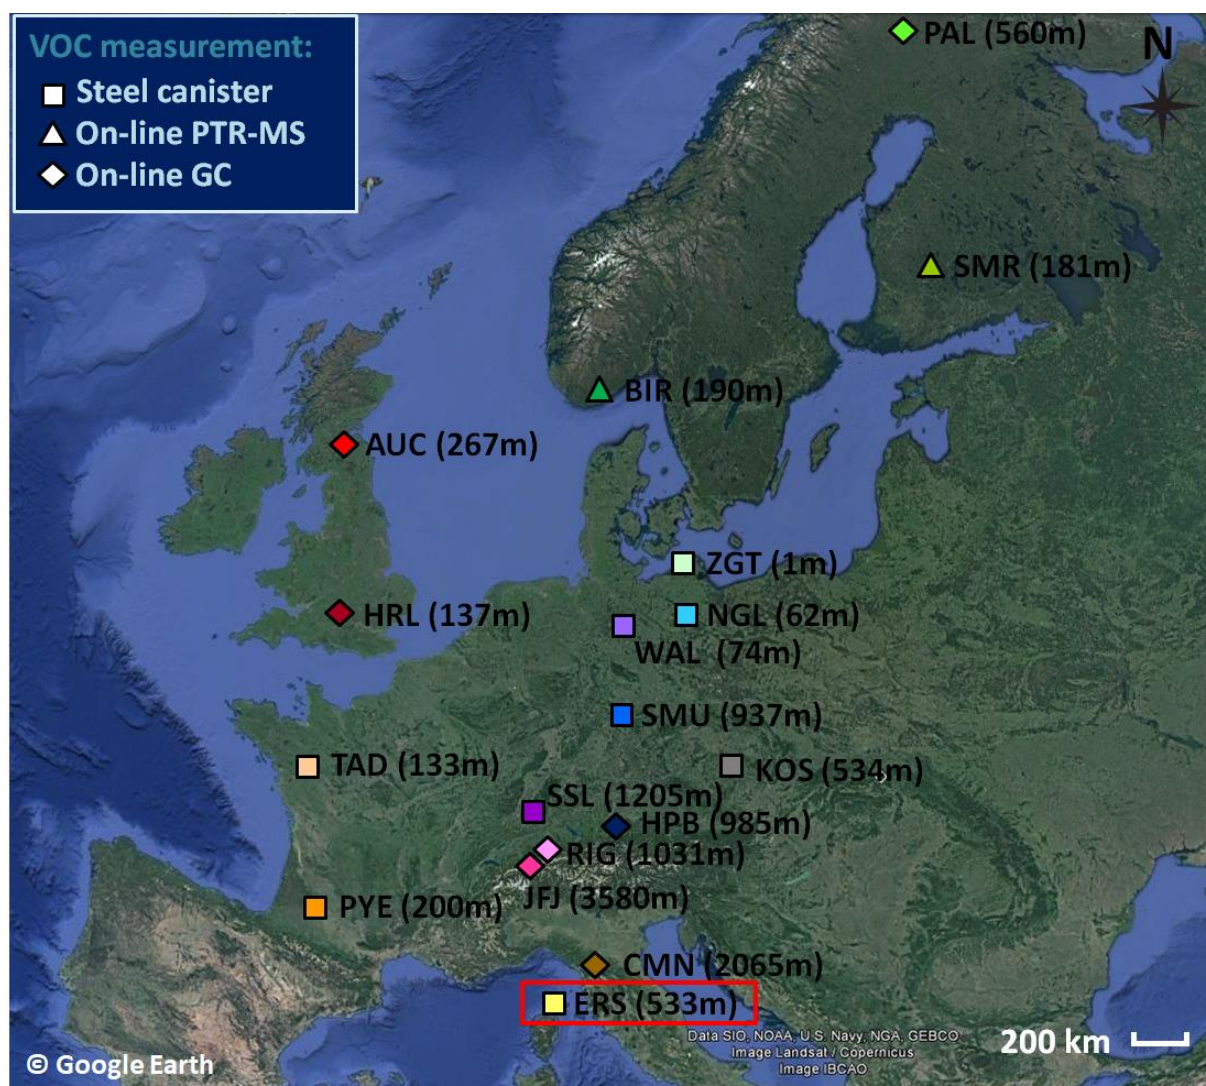 VOC measurement:
Steel canister
On-line PTR-MS
On-line GC
PAL (560m)
N
SMR (181m)
BIR (190m)
AUC (267m)
ZGT (1m)
HRL (137m)
NGL (62m)
WAL (74m)
SMU (937m)
TAD (133m)
KOS (534m)
SSL (1205m)
HPB (985m)
RIG (1031m)
JFJ (3580m)
PYE (200m)
CMN (2065m)
ERS (533m)
Data SIO, NOAA, U.S. Navy, NGA, GEBCO
Image Landsat / Copernicus
Image IBCAO
200 km
© Google Earth